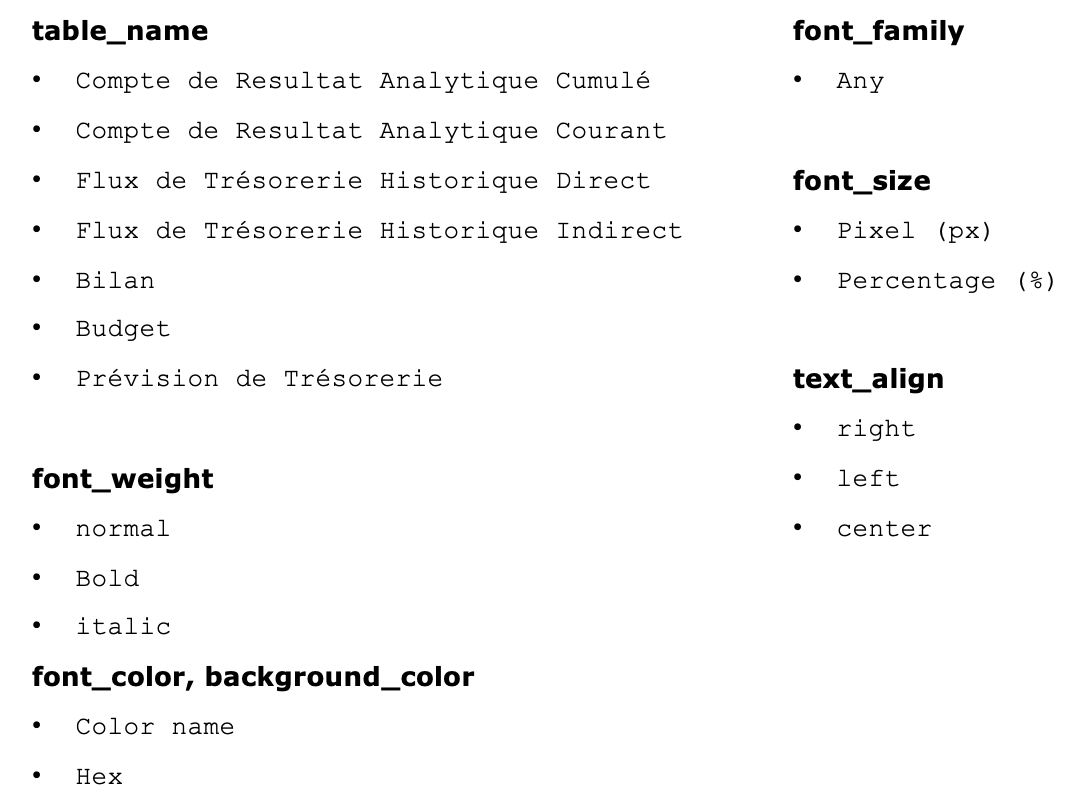 table_name
• Compte de Resultat Analytique Cumulé
• Compte de Resultat Analytique Courant
• Flux de Trésorerie Historique Direct
• Flux de Trésorerie Historique Indirect
• Bilan
• Budget
• Prévision de Trésorerie
font_weight
• normal
• Bold
• italic
font_color, background_color
• Color name
• Hex
font_family
• Any
font_size
• Pixel (px)
• Percentage (%)
text_align
• right
• left
• center